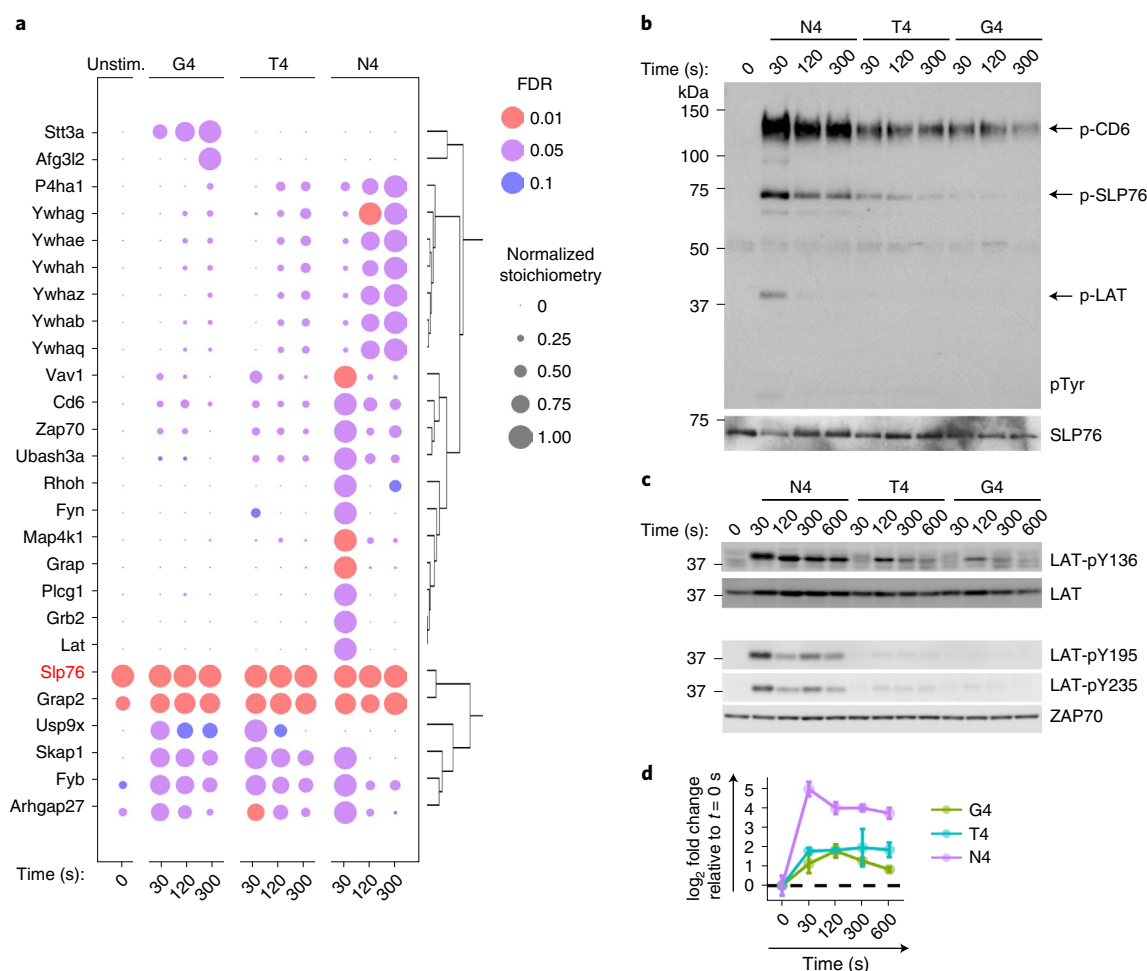 a
Unstim. G4 T4 N4
Stt3a
Afg3l2
P4ha1
Ywhag
Ywhae
Ywhah
Ywhaz
Ywhab
Ywhaq
Vav1
Cd6
Zap70
Ubash3a
Rhoh
Fyn
Map4k1
Grap
Plcg1
Grb2
Lat
Slp76
Grap2
Usp9x
Skap1
Fyb
Arhgap27
Time (s): 0 30 120 300 30 120 300 30 120 300
FDR
0.01
0.05
0.1
Normalized
stoichiometry
0
0.25
0.50
0.75
1.00
b
N4 T4 G4
Time (s): 0 30 120 300 30 120 300 30 120 300
kDa
150
100
75
50
37
p-CD6
p-SLP76
p-LAT
pTyr
75
SLP76
c
N4 T4 G4
Time (s): 0 30 120 300 600 30 120 300 600 30 120 300 600
37 LAT-pY136
37 LAT
37 LAT-pY195
37 LAT-pY235
ZAP70
d
log2 fold change
relative to t = 0 s
5
4
3
2
1
0
0 30 120 300 600
Time (s)
G4
T4
N4